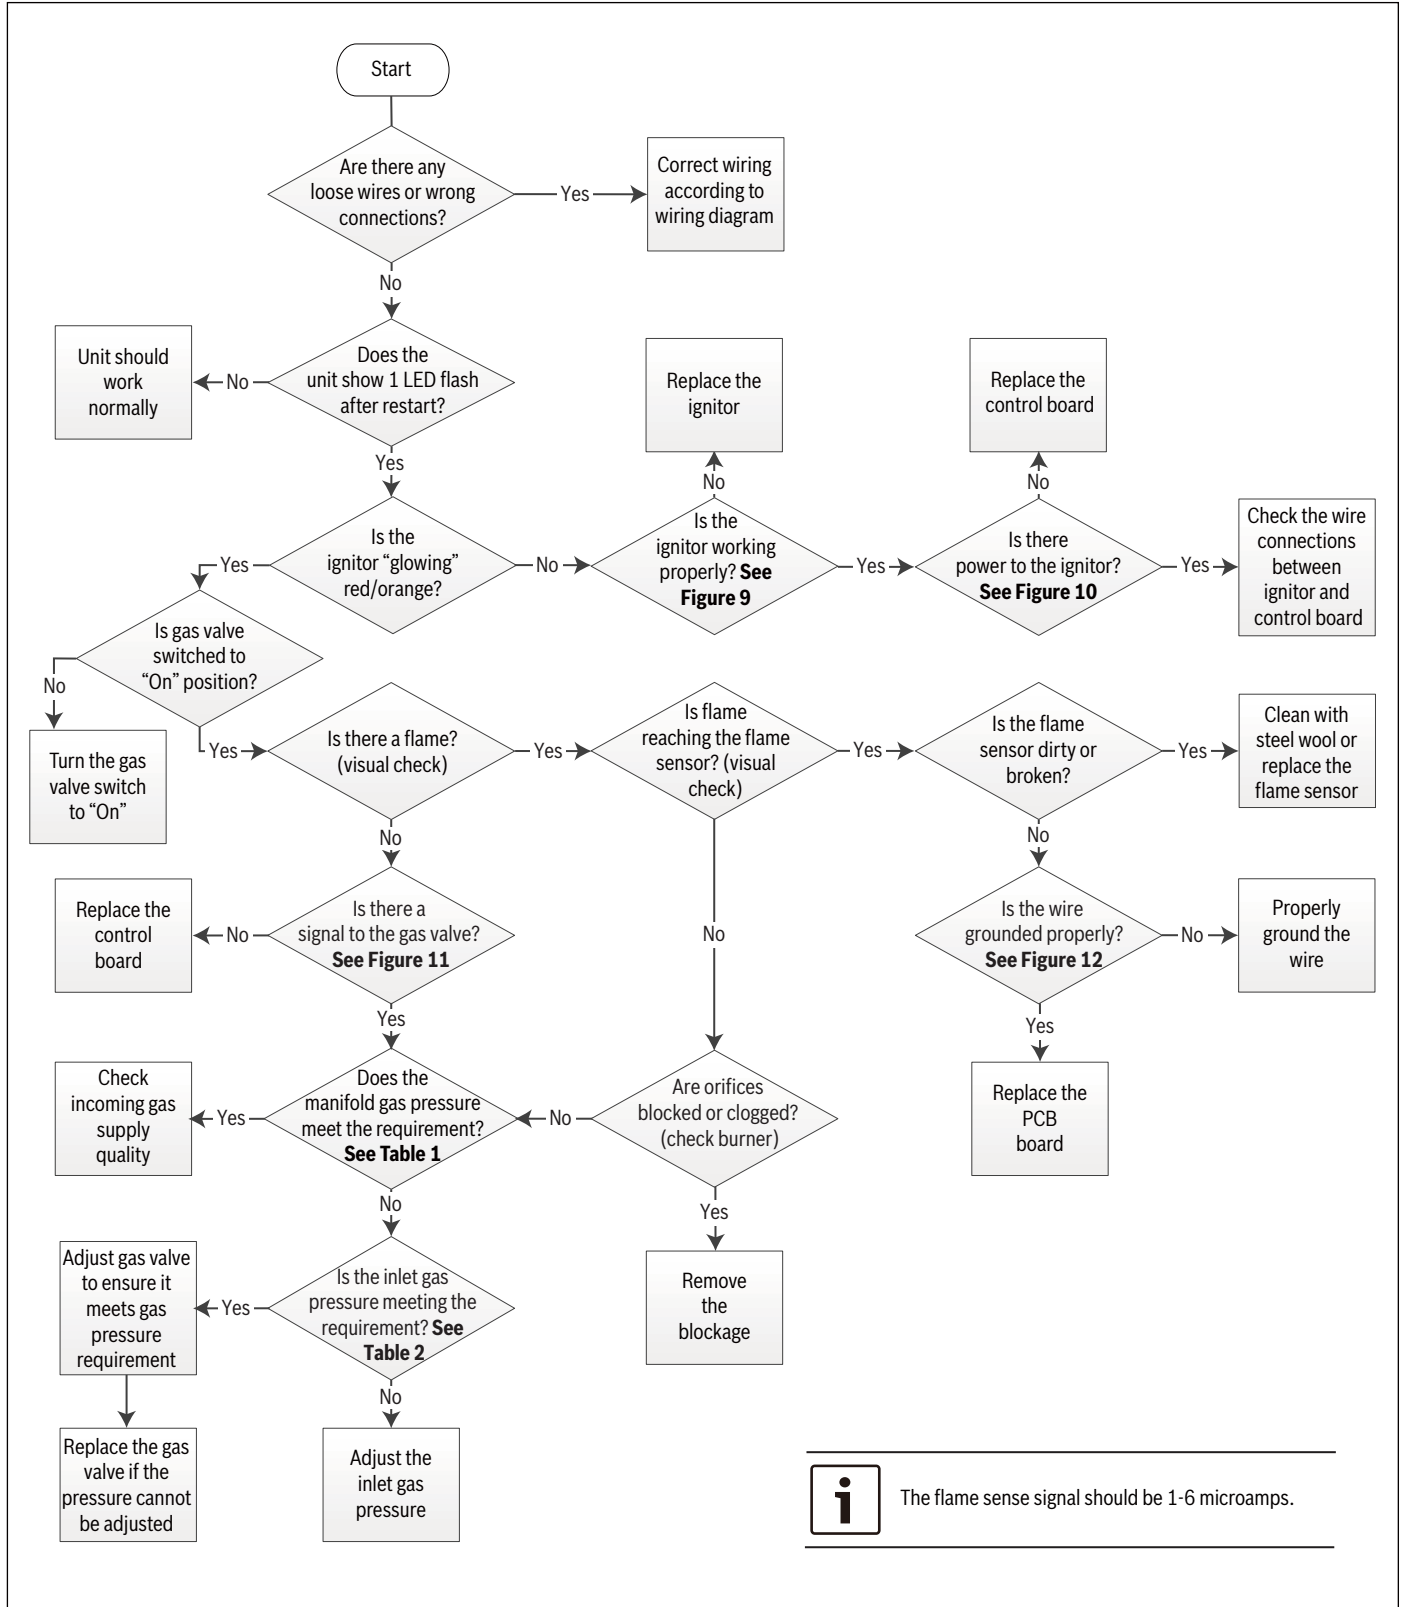 Start
Are there any
loose wires or wrong
connections?
Yes
Correct wiring
according to
wiring diagram
No
Unit should
work
normally
No
Does the
unit show 1 LED flash
after restart?
Yes
Replace the
ignitor
Replace the
control board
No
No
Yes
Is the
ignitor “glowing”
red/orange?
No
Is the
ignitor working
properly? See
Figure 9
Yes
Is there
power to the ignitor?
See Figure 10
Yes
Check the wire
connections
between
ignitor and
control board
Is gas valve
switched to
“On” position?
No
Turn the gas
valve switch
to “On”
Yes
Is there a flame?
(visual check)
Yes
Is flame
reaching the flame
sensor? (visual
check)
Yes
Is the flame
sensor dirty or
broken?
Yes
Clean with
steel wool or
replace the
flame sensor
No
No
No
Replace the
control
board
No
Is there a
signal to the gas valve?
See Figure 11
Is the wire
grounded properly?
See Figure 12
No
Properly
ground the
wire
Yes
Yes
Check
incoming gas
supply
quality
Yes
Does the
manifold gas pressure
meet the requirement?
See Table 1
No
Are orifices
blocked or clogged?
(check burner)
Replace the
PCB
board
No
Yes
Adjust gas valve
to ensure it
meets gas
pressure
requirement
Yes
Is the inlet gas
pressure meeting the
requirement? See
Table 2
Remove
the
blockage
No
Replace the gas
valve if the
pressure cannot
be adjusted
Adjust the
inlet gas
pressure
i
The flame sense signal should be 1-6 microamps.